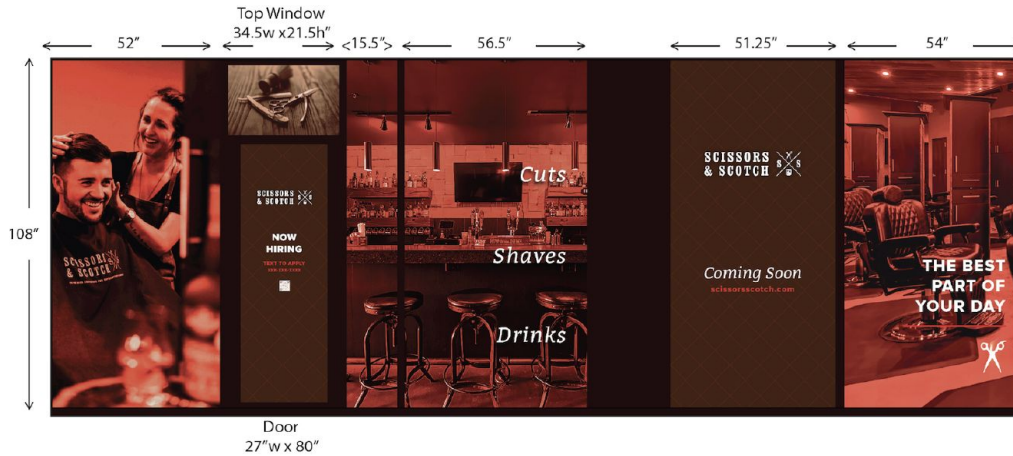 Top Window
34.5w x21.5h”
52”
15.5”
56.5”
51.25”
54”
108”
SCISSORS
& SCOTCH
SCISSORS
& SCOTCH
S S
NOW
HIRING
TEXT TO APPLY
Cuts
Shaves
Drinks
SCISSORS
& SCOTCH
S S
Coming Soon
scissorsscotch.com
THE BEST
PART OF
YOUR DAY
Door
27”w x 80”